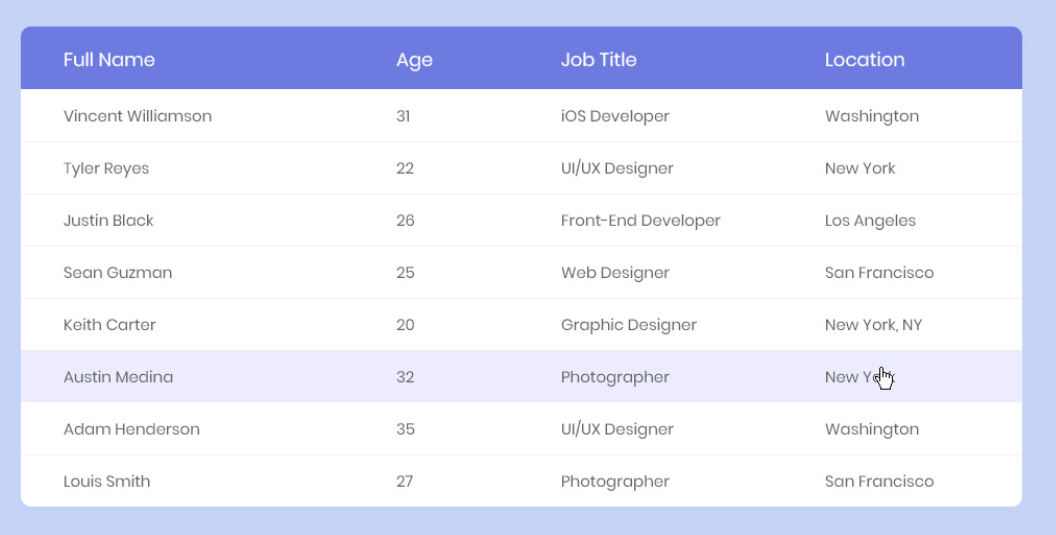 Full Name Age Job Title Location
Vincent Williamson 31 iOS Developer Washington
Tyler Reyes 22 UI/UX Designer New York
Justin Black 26 Front-End Developer Los Angeles
Sean Guzman 25 Web Designer San Francisco
Keith Carter 20 Graphic Designer New York, NY
Austin Medina 32 Photographer New York
Adam Henderson 35 UI/UX Designer Washington
Louis Smith 27 Photographer San Francisco